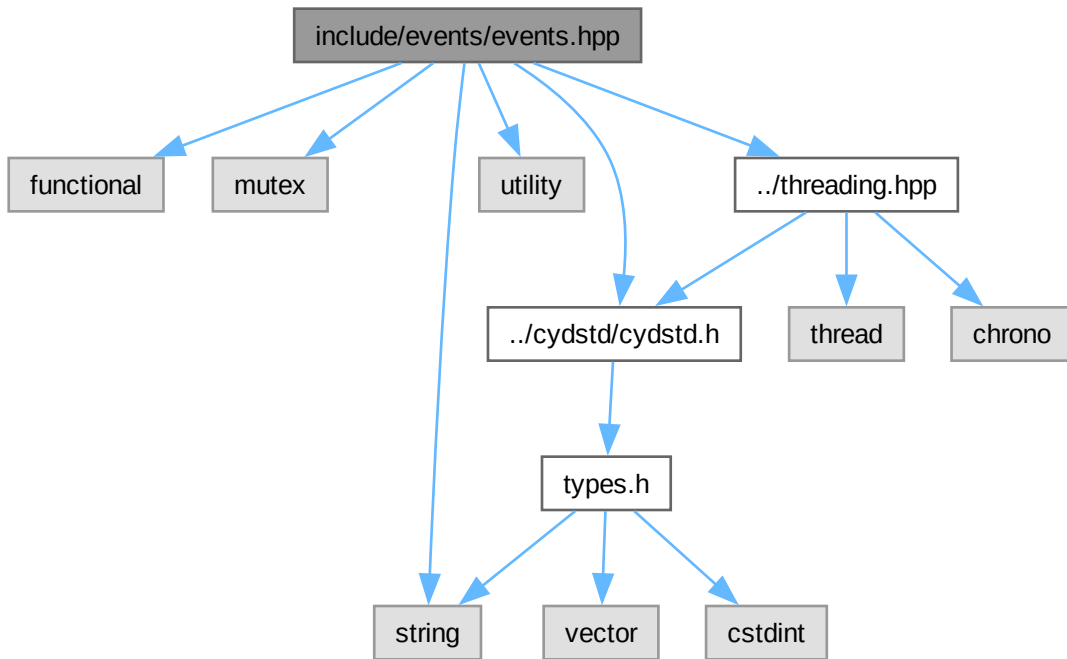 include/events/events.hpp
functional
mutex
utility
../threading.hpp
../cydstd/cydstd.h
thread
chrono
types.h
string
vector
cstdint